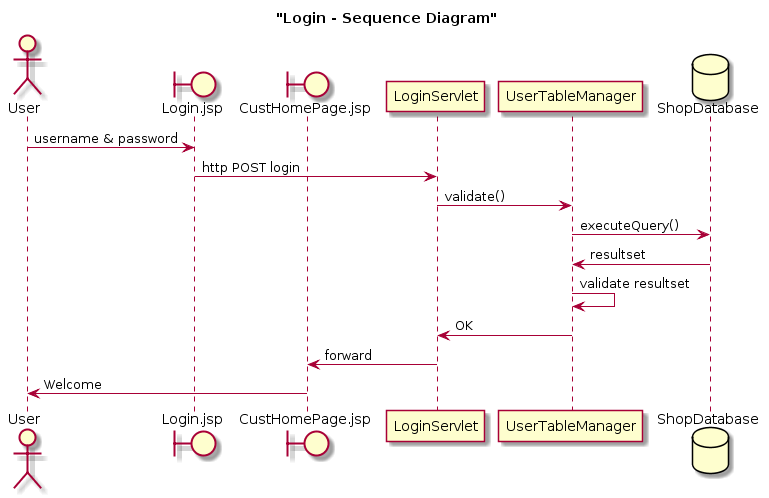 "Login - Sequence Diagram"
User
Login.jsp
CustHomePage.jsp
LoginServlet
UserTableManager
ShopDatabase
username & password
http POST login
validate()
executeQuery()
resultset
validate resultset
OK
forward
Welcome
User
Login.jsp
CustHomePage.jsp
LoginServlet
UserTableManager
ShopDatabase